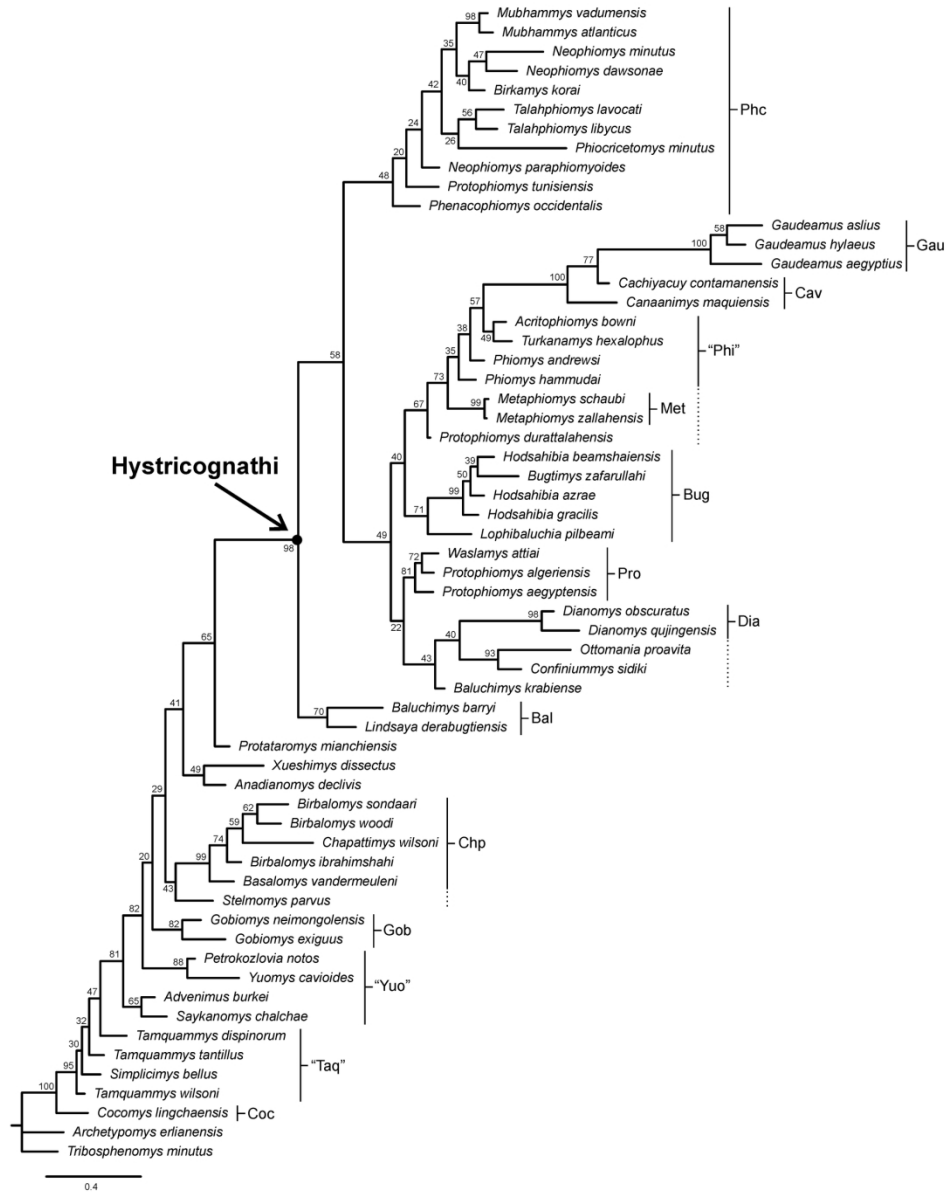 Mubhammys vadumensis
98
Mubhammys atlanticus
35
Neophiomys minutus
47
Neophiomys dawsonae
40
Birkamys korai
42
Phc
Talahphiomys lavocati
56
Talahphiomys libycus
24
26
Phiocricetomys minutus
20
Neophiomys paraphiomyoides
48
Protophiomys tunisiensis
Phenacophiomys occidentalis
Gaudeamus aslius
58
Gaudeamus hylaeus
Gau
100
77
Gaudeamus aegyptius
100
Cachiyacuy contamanensis
Cav
Canaanimys maquiensis
57
Acritophiomys bowni
38
49
Turkanamys hexalophus
58
35
Phiomys andrewsi
“Phi”
73
Phiomys hammudai
99
Metaphiomys schaubi
Met
67
Metaphiomys zallahensis
Protophiomys durattalahensis
40
39
Hodsahibia beamshaiensis
50
Bugtimys zafarullahi
Hystricognathi
99
Hodsahibia azrae
Bug
71
Hodsahibia gracilis
Lophibaluchia pilbeami
49
98
72
Waslamys attiai
81
Protophiomys algeriensis
Pro
Protophiomys aegyptensis
22
98
Dianomys obscuratus
Dia
40
Dianomys qujingensis
65
43
93
Ottomania proavita
Confiniummys sidiki
Baluchimys krabiense
41
70
Baluchimys barryi
Bal
Lindsaya derabugtiensis
Protataromys mianchiensis
49
Xueshimys dissectus
Anadianomys declivis
29
62
Birbalomys sondaari
59
Birbalomys woodi
74
Chapattimys wilsoni
Chp
20
99
Birbalomys ibrahimshahi
43
Basalomys vandermeuleni
Stelmomys parvus
82
82
Gobiomys neimongolensis
Gob
Gobiomys exiguus
81
88
Petrokozlovia notos
Yuomys cavioides
“Yuo”
47
65
Advenimus burkei
Saykanomys chalchae
32
Tamquammys dispinorum
30
Tamquammys tantillus
“Taq”
95
Simplicimys bellus
100
Tamquammys wilsoni
Cocomys lingchaensis
Coc
Archetypomys erlianensis
Tribosphenomys minutus
0.4